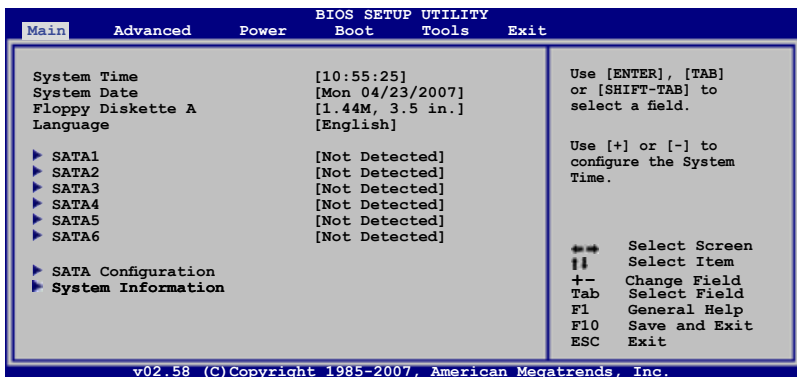 BIOS SETUP UTILITY
Main Advanced Power Boot Tools Exit
System Time [10:55:25]
System Date [Mon 04/23/2007]
Floppy Diskette A [1.44M, 3.5 in.]
Language [English]
SATA1 [Not Detected]
SATA2 [Not Detected]
SATA3 [Not Detected]
SATA4 [Not Detected]
SATA5 [Not Detected]
SATA6 [Not Detected]
SATA Configuration
System Information
Use [ENTER], [TAB]
or [SHIFT-TAB] to
select a field.
Use [+] or [-] to
configure the System
Time.
Select Screen
Select Item
+- Change Field
Tab Select Field
F1 General Help
F10 Save and Exit
ESC Exit
v02.58 (C)Copyright 1985-2007, American Megatrends, Inc.